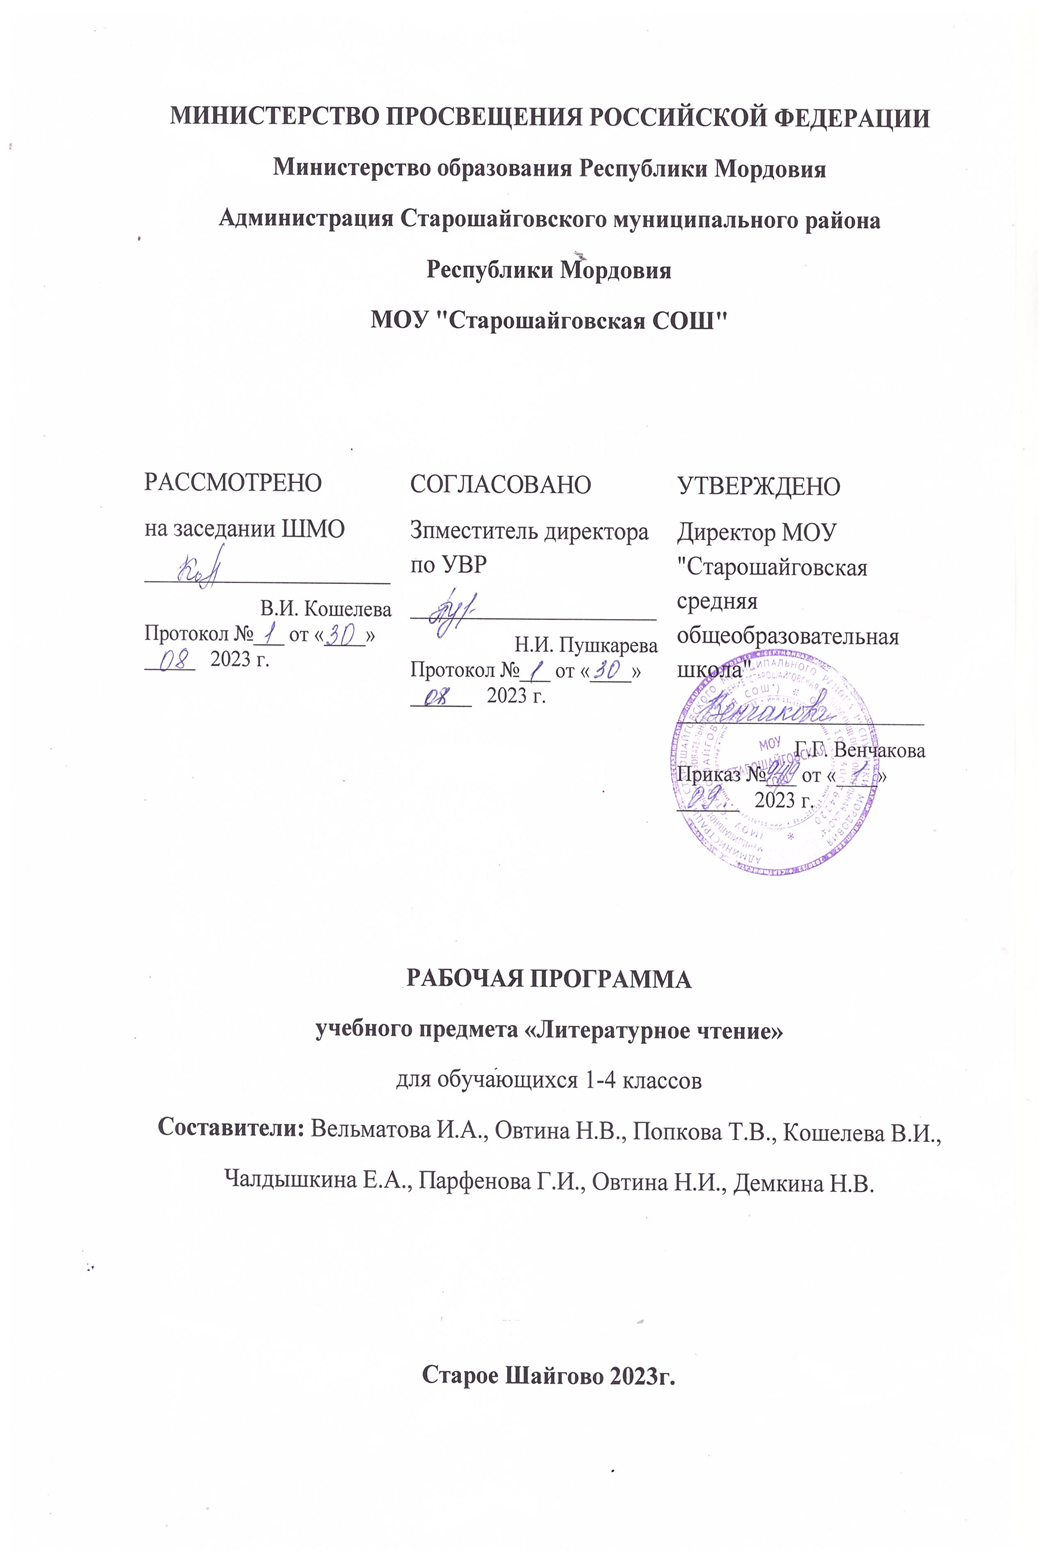 МИНИСТЕРСТВО ПРОСВЕЩЕНИЯ РОССИЙСКОЙ ФЕДЕРАЦИИ
Министерство образования Республики Мордовия
Администрация Старошайговского муниципального района
Республики Мордовия
МОУ "Старошайговская СОШ"
РАССМОТРЕНО
на заседании ШМО
В.И. Кошелева
Протокол № 1 от «30»
08 2023 г.
СОГЛАСОВАНО
Зпместитель директора
по УВР
Н.И. Пушкарева
Протокол № 1 от «30»
08 2023 г.
УТВЕРЖДЕНО
Директор МОУ
"Старошайговская
средняя
общеобразовательная
школа"
Венчакова
Г.Г. Венчакова
Приказ № от «1»
09. 2023 г.
МОУ
СТАРОШАЙГОВСКАЯ
РАБОЧАЯ ПРОГРАММА
учебного предмета «Литературное чтение»
для обучающихся 1-4 классов
Составители: Вельматова И.А., Овтина Н.В., Попкова Т.В., Кошелева В.И.,
Чалдышкина Е.А., Парфенова Г.И., Овтина Н.И., Демкина Н.В.
Старое Шайгово 2023г.